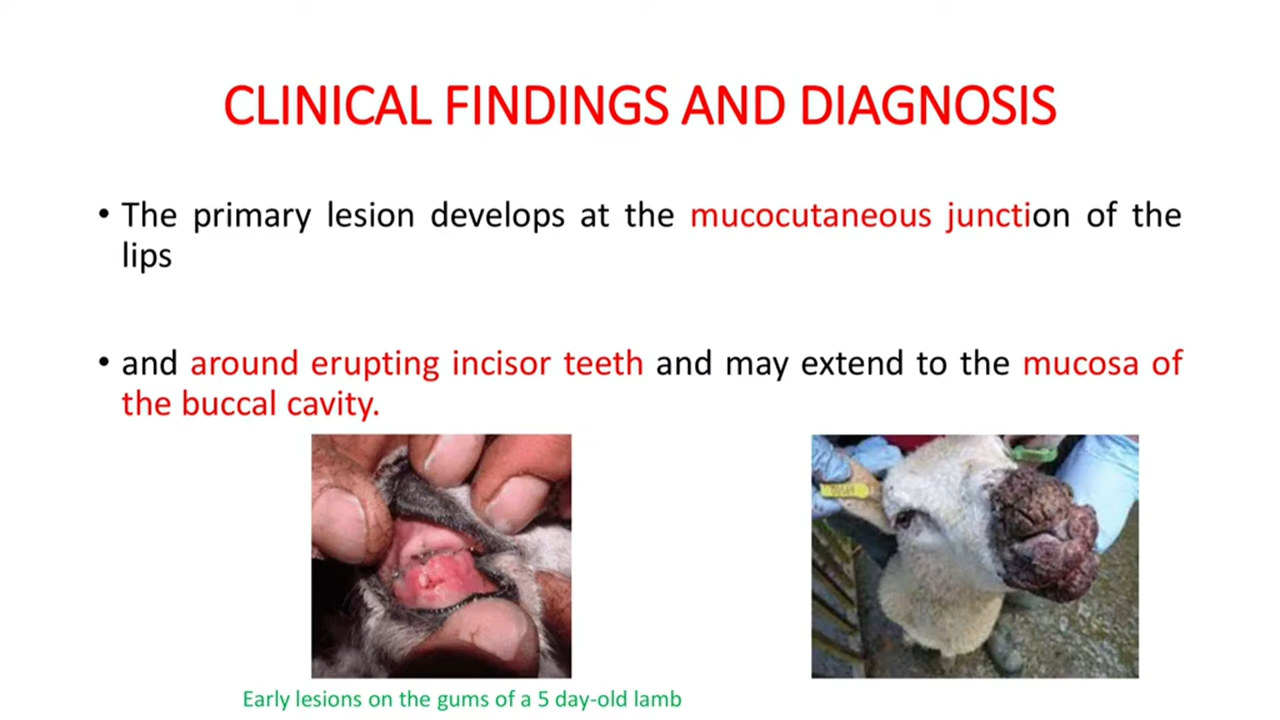 CLINICAL FINDINGS AND DIAGNOSIS
• The primary lesion develops at the mucocutaneous junction of the
lips
• and around erupting incisor teeth and may extend to the mucosa of
the buccal cavity.
Early lesions on the gums of a 5 day-old lamb